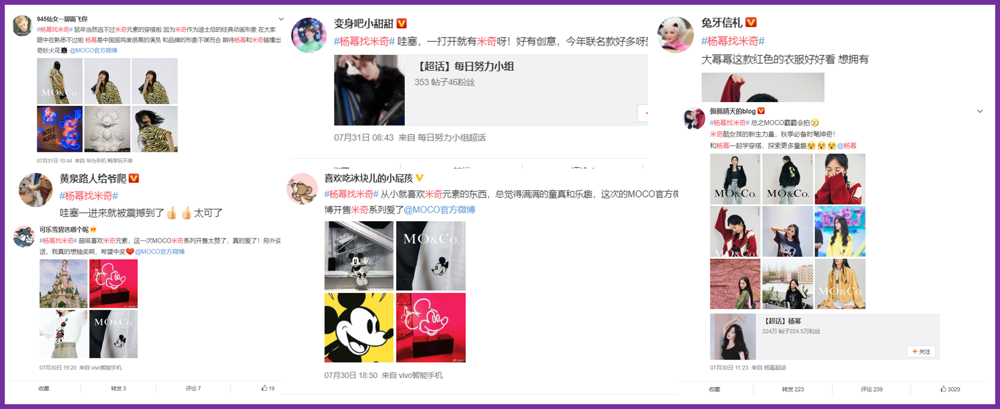 945仙女一脚踢飞你
#杨幂找米奇# 鼠年当然逃不过米奇元素的穿搭啦 因为米奇作为迪士尼的经典动画形象 在大家
眼中在熟悉不过啦 杨幂是中国国民度很高的演员 和品牌的形象不谋而合 期待杨幂和米奇碰撞出
奇妙火花 @MOCO官方微博
MO&Co.
MICKEY
MOUSE
07月31日 10:44 来自 华为手机 畅享玩不停
黄泉路人给爷爬
#杨幂找米奇#
哇塞一进来就被震撼到了👍 👍太可了
可乐雪碧选哪个呢
#杨幂找米奇# 超级喜欢米奇元素，这一次MOCO米奇系列开售太赞了，真的爱了！另外说
话，我真的想抽奖啊，希望中奖❤@MOCO官方微博
MO&Co.
07月30日 19:20 来自 vivo智能手机
收藏
转发 3
评论 7
19
变身吧小甜甜
#杨幂找米奇# 哇塞，一打开就有米奇呀！好有创意，今年联名款好多呀
【超话】每日努力小组
353 帖子46粉丝
07月31日 08:43 来自 每日努力小组超话
喜欢吃冰块儿的小屁孩
#杨幂找米奇# 从小就喜欢米奇元素的东西，总觉得满满的童真和乐趣，这次的MOCO官方微
博开售米奇系列爱了@MOCO官方微博
MO&Co.
07月30日 18:50 来自 vivo智能手机
兔牙信札
#杨幂找米奇#
大幂幂这款红色的衣服好好看 想拥有
佩佩晴天的blog
#杨幂找米奇# 总之MOCO霸霸会拍
米奇酷女孩的新生力量，秋季必备时髦神奇！
和杨幂一起学穿搭，探索更多童趣@杨幂
MO&Co.
MO&Co.
MO&Co.
MO&Co.
【超话】杨幂
224万 帖子224.5万粉丝
+关注
07月30日 11:23 来自 杨幂超话
收藏
转发 223
评论 239
3029